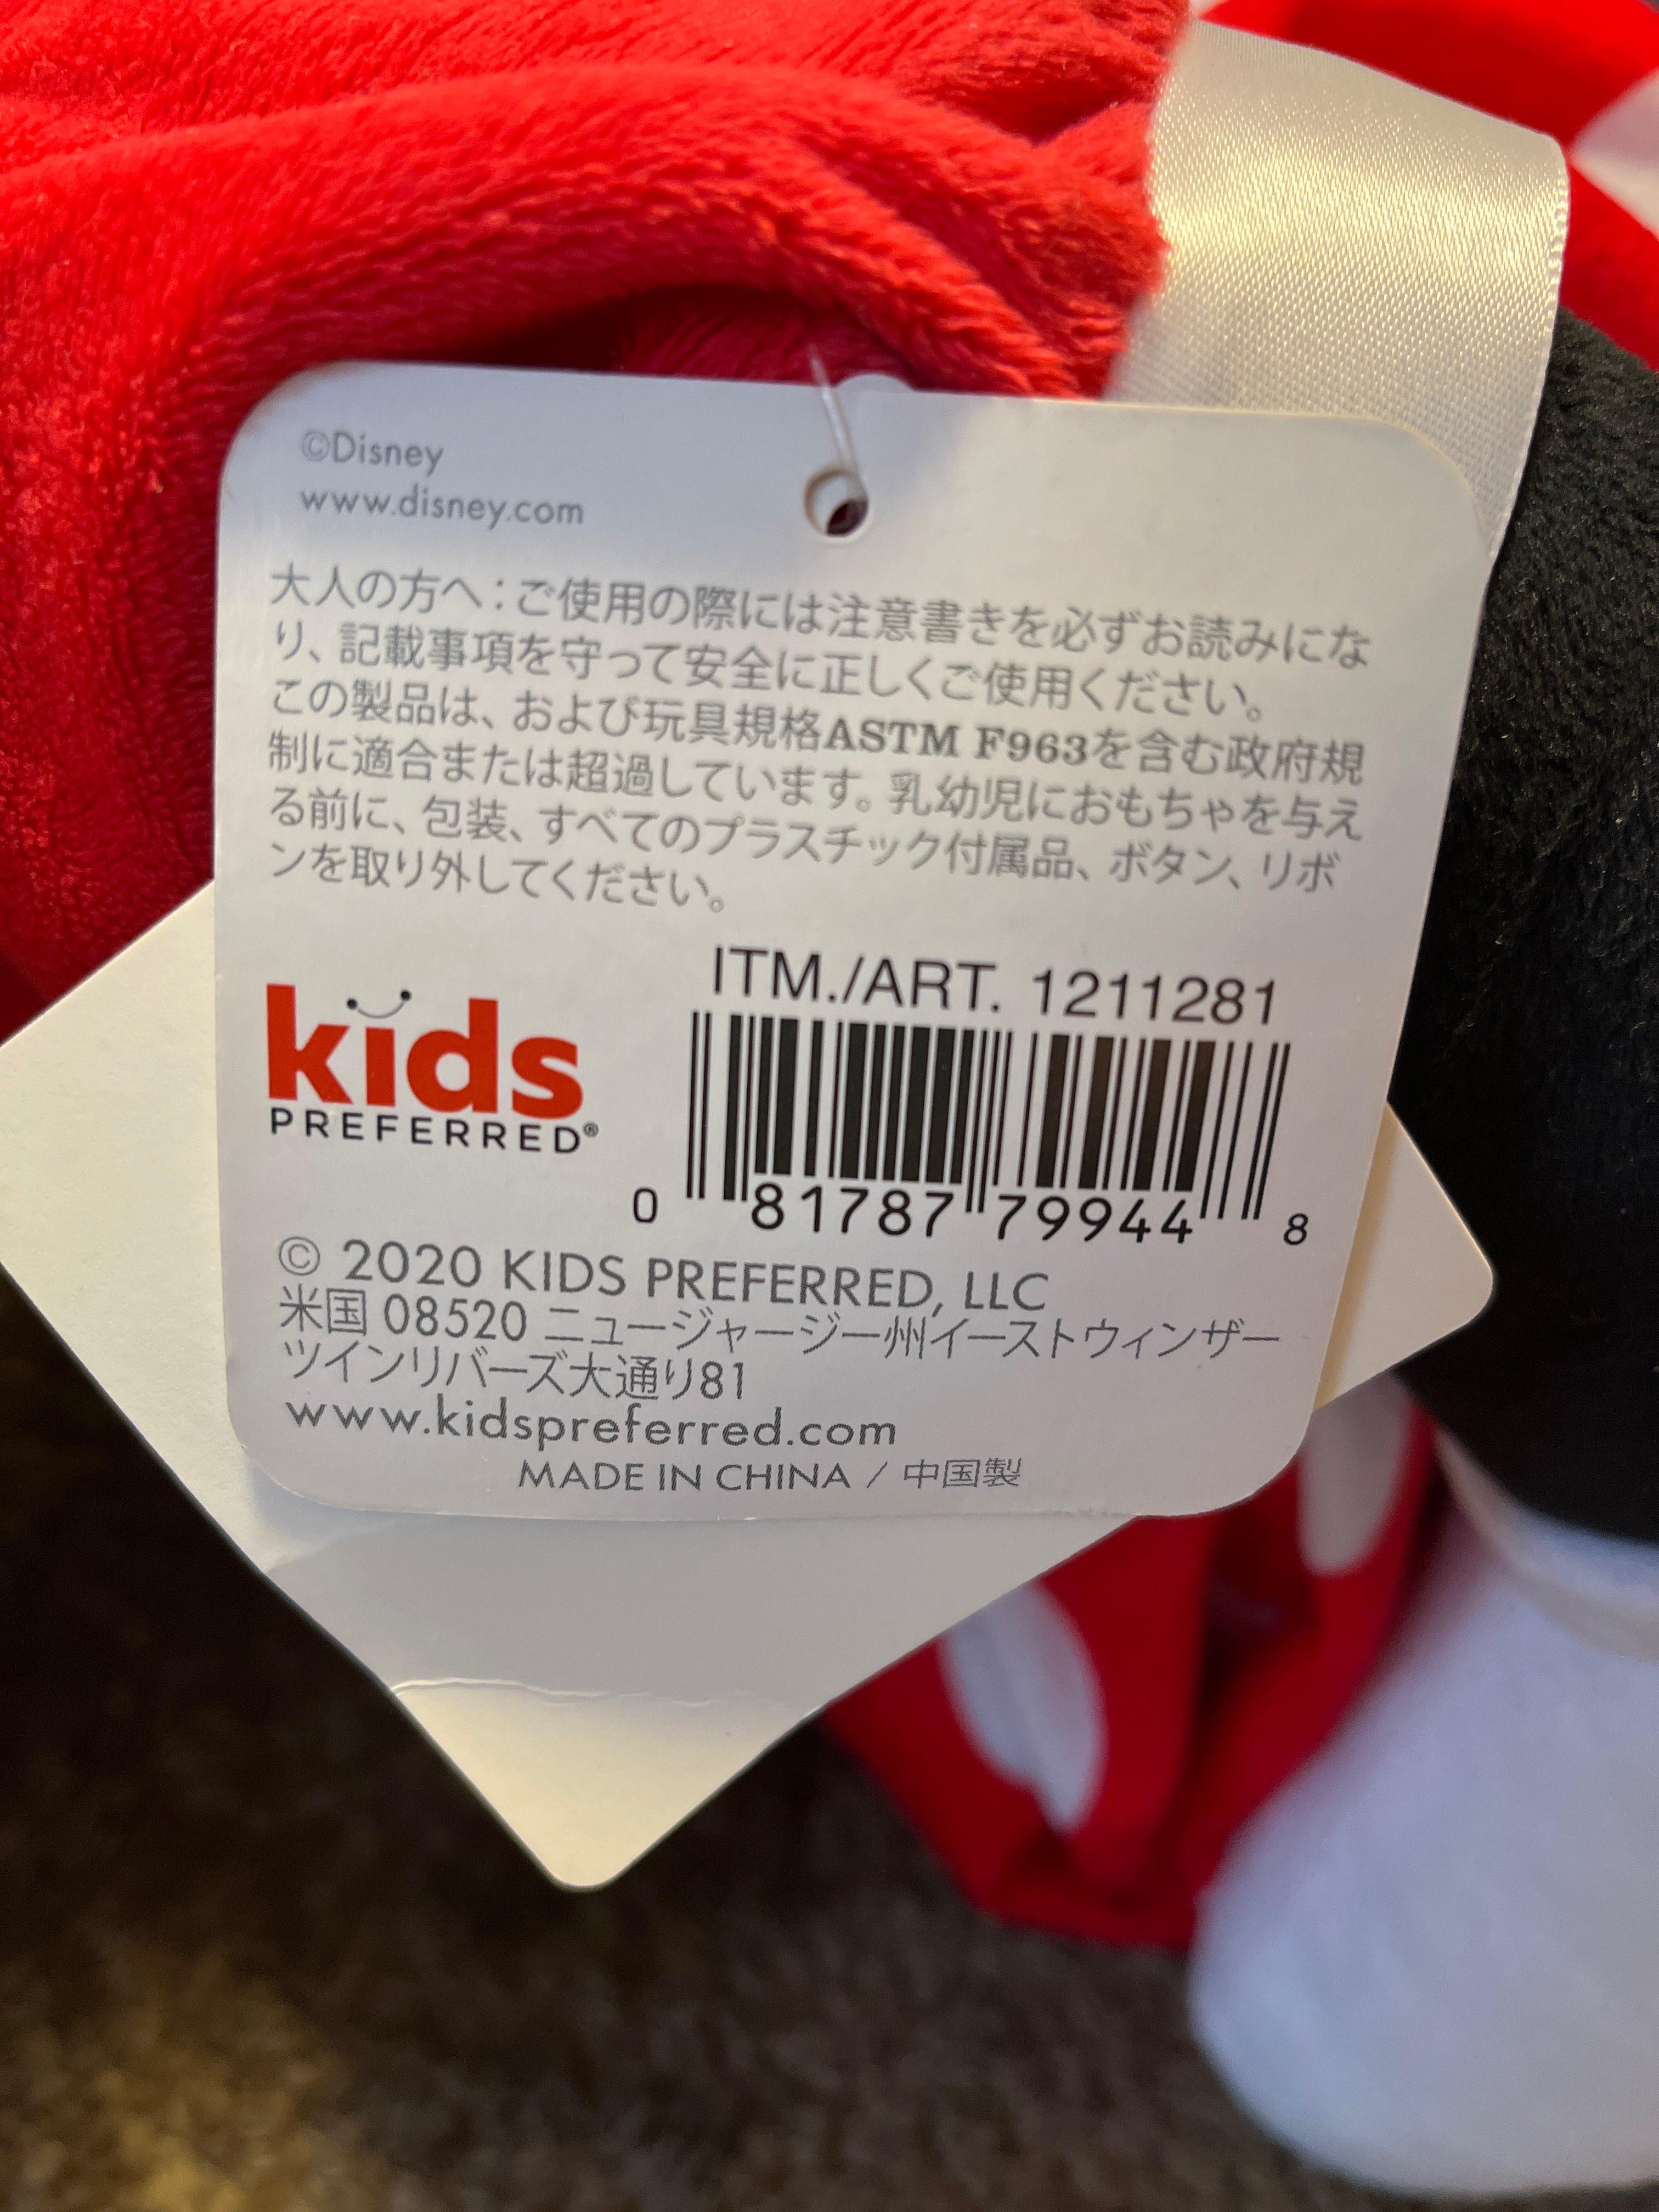 ©Disney
www.disney.com
大人の方へ：ご使用の際には注意書きを必ずお読みにな
り、記載事項を守って安全に正しくご使用ください。
この製品は、および玩具規格ASTM F963を含む政府規
制に適合または超過しています。乳幼児におもちゃを与え
る前に、包装、すべてのプラスチック付属品、ボタン、リボ
ンを取り外してください。
kids
PREFERRED®
ITM./ART. 1211281
0 81787 79944 8
© 2020 KIDS PREFERRED, LLC
米国 08520 ニュージャージー州イーストウィンザー
ツインリバーズ大通り81
www.kidspreferred.com
MADE IN CHINA / 中国製